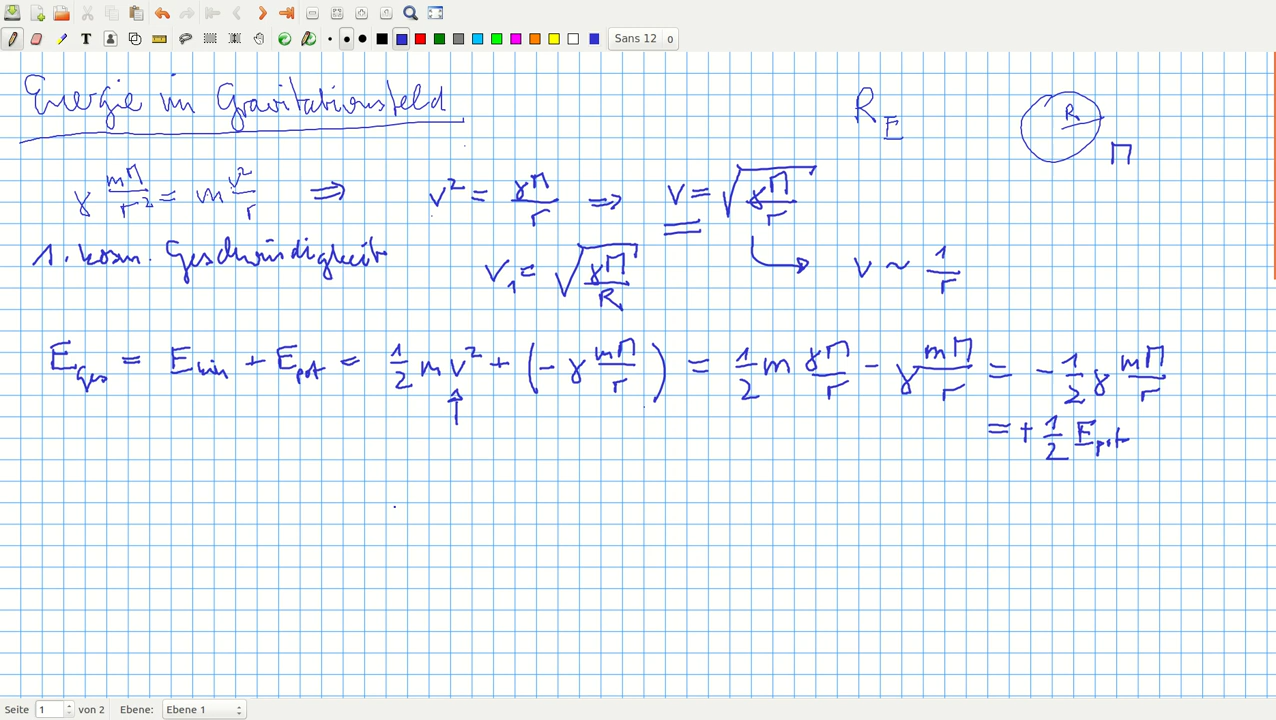 Sans 12 0
Energie im Gravitationsfeld
R_E
R
M
γ mM/r² = m v²/r ⇒ v² = γM/r ⇒ v = √(γ M/r)
1. kosm. Geschwindigkeit v₁ = √(γM/R) v ~ 1/r
E_ges = E_kin + E_pot = 1/2 m v² + (- γ mM/r) = 1/2 m γM/r - γ mM/r = - 1/2 γ mM/r
= + 1/2 E_pot
Seite 1 von 2 Ebene: Ebene 1